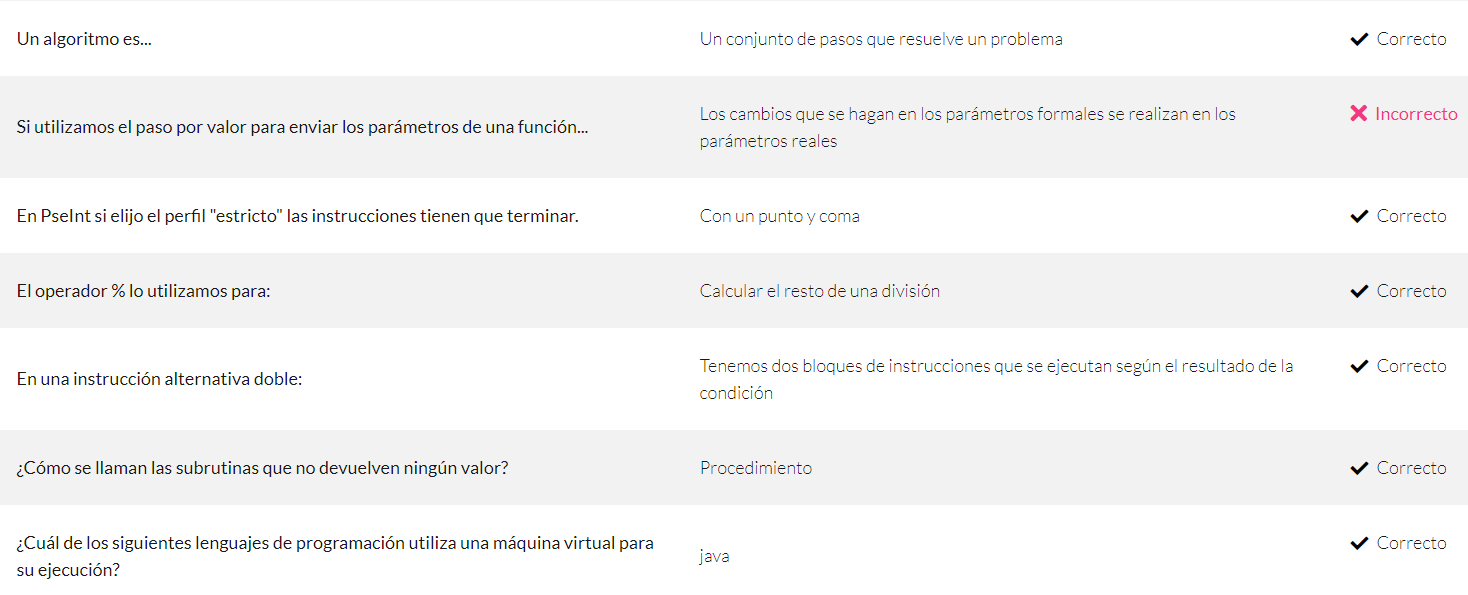 Un algoritmo es...
Un conjunto de pasos que resuelve un problema
Correcto
Si utilizamos el paso por valor para enviar los parámetros de una función...
Los cambios que se hagan en los parámetros formales se realizan en los
parámetros reales
Incorrecto
En PseInt si elijo el perfil "estricto" las instrucciones tienen que terminar.
Con un punto y coma
Correcto
El operador % lo utilizamos para:
Calcular el resto de una división
Correcto
En una instrucción alternativa doble:
Tenemos dos bloques de instrucciones que se ejecutan según el resultado de la
condición
Correcto
¿Cómo se llaman las subrutinas que no devuelven ningún valor?
Procedimiento
Correcto
¿Cuál de los siguientes lenguajes de programación utiliza una máquina virtual para
su ejecución?
java
Correcto